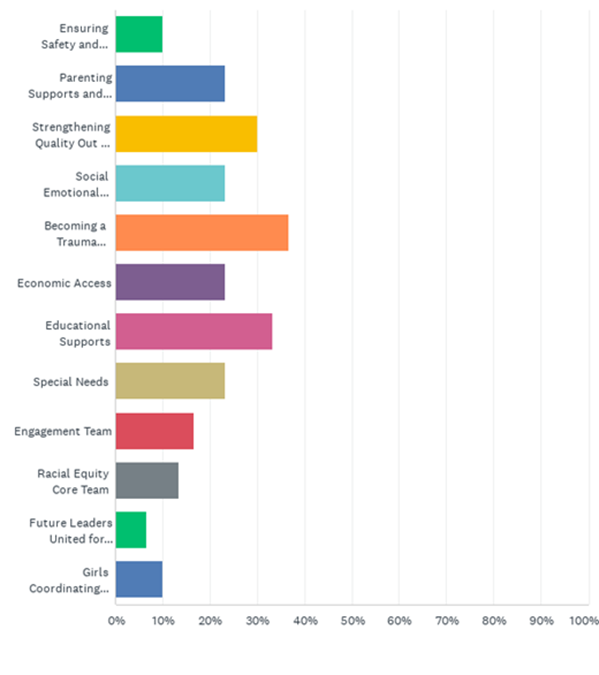 Ensuring
Safety and...
Parenting
Supports and...
Strengthening
Quality Out ...
Social
Emotional...
Becoming a
Trauma...
Economic Access
Educational
Supports
Special Needs
Engagement Team
Racial Equity
Core Team
Future Leaders
United for...
Girls
Coordinating...
0% 10% 20% 30% 40% 50% 60% 70% 80% 90% 100%